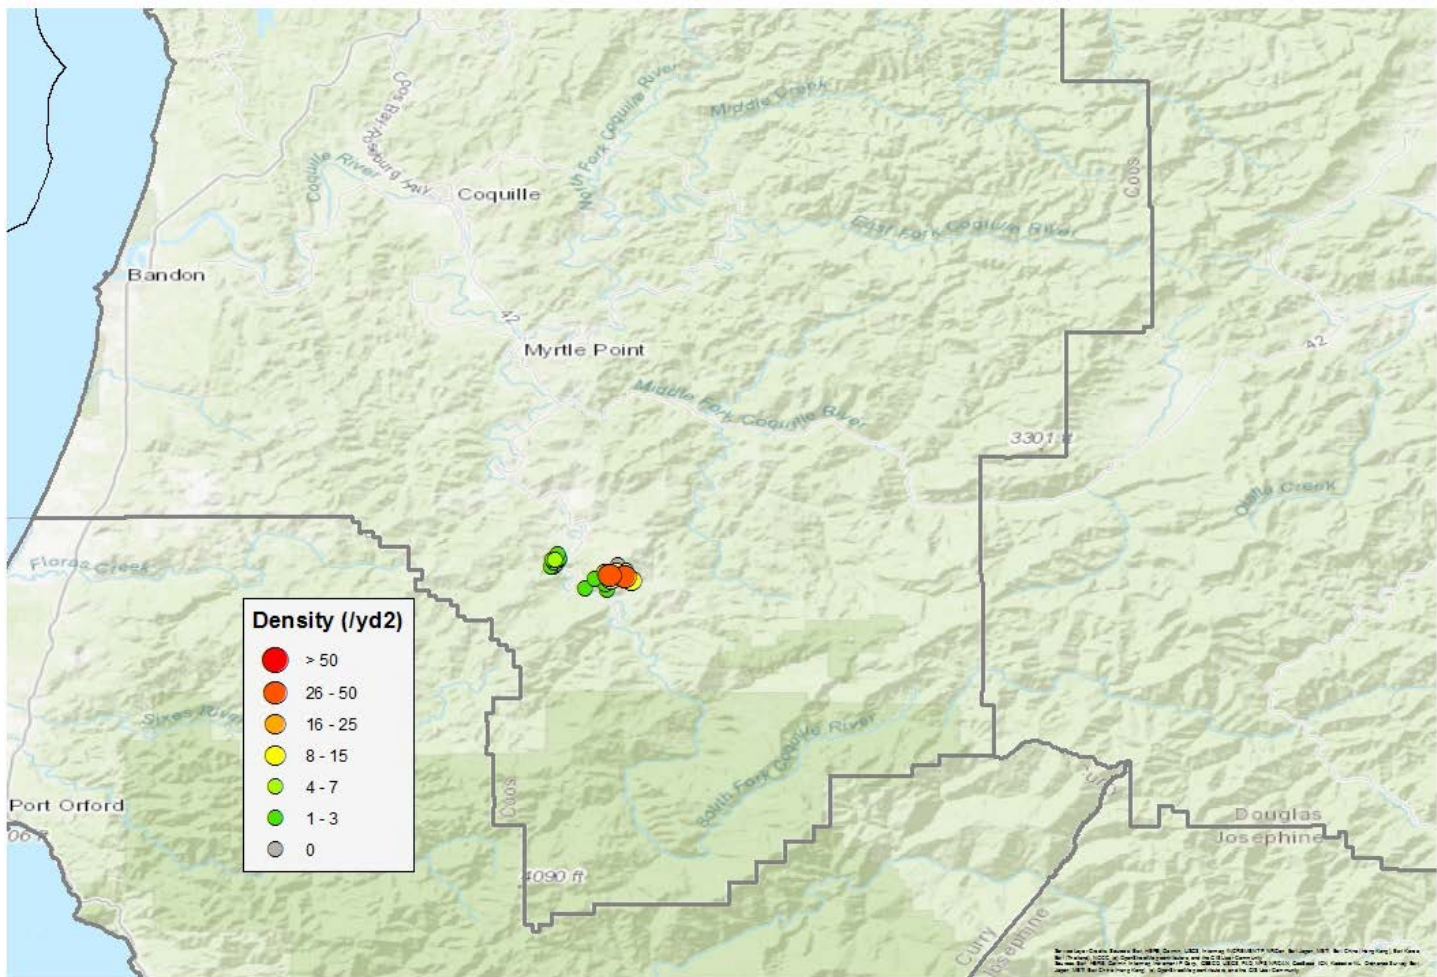 Middle Creek
North Fork Coquille River
Coos Bay-Roseburg Hwy
Coquille River
Coquille
Coos
East Fork Coquille River
Bandon
42
Myrtle Point
42
Middle Fork Coquille River
3301 ft
Olalla Creek
Floras Creek
Density (/yd2)
> 50
26 - 50
16 - 25
8 - 15
4 - 7
1 - 3
0
Sixes River
South Fork Coquille River
Coos
Curry
Port Orford
Douglas
Josephine
4090 ft
Curry
Josephine